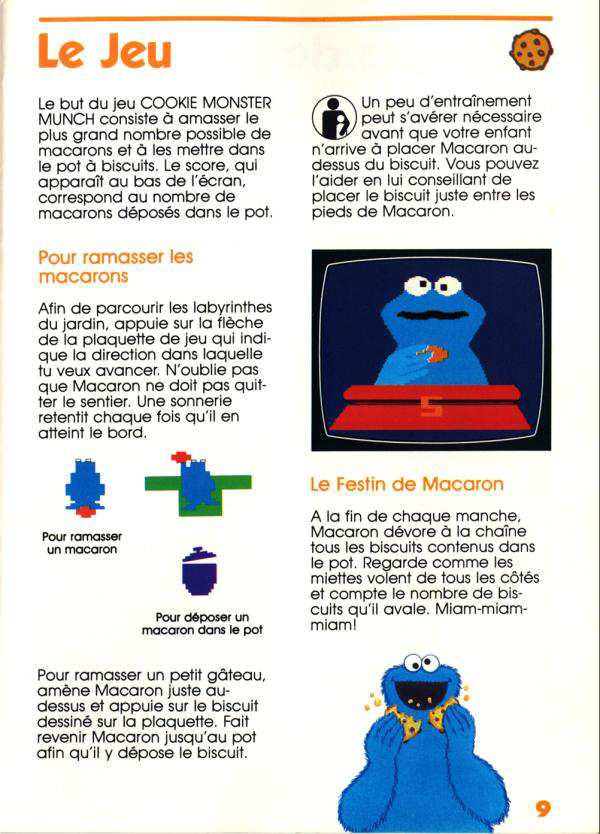 Le Jeu
Le but du jeu COOKIE MONSTER
MUNCH consiste à amasser le
plus grand nombre possible de
macarons et à les mettre dans
le pot à biscuits. Le score, qui
apparaît au bas de l'écran,
correspond au nombre de
macarons déposés dans le pot.
Pour ramasser les
macarons
Afin de parcourir les labyrinthes
du jardin, appuie sur la flèche
de la plaquette de jeu qui indi-
que la direction dans laquelle
tu veux avancer. N'oublie pas
que Macaron ne doit pas quit-
ter le sentier. Une sonnerie
retentit chaque fois qu'il en
atteint le bord.
Pour ramasser
un macaron
Pour déposer un
macaron dans le pot
Pour ramasser un petit gâteau,
amène Macaron juste au-
dessus et appuie sur le biscuit
dessiné sur la plaquette. Fait
revenir Macaron jusqu'au pot
afin qu'il y dépose le biscuit.
Un peu d'entraînement
peut s'avérer nécessaire
avant que votre enfant
n'arrive à placer Macaron au-
dessus du biscuit. Vous pouvez
l'aider en lui conseillant de
placer le biscuit juste entre les
pieds de Macaron.
5
Le Festin de Macaron
A la fin de chaque manche,
Macaron dévore à la chaîne
tous les biscuits contenus dans
le pot. Regarde comme les
miettes volent de tous les côtés
et compte le nombre de bis-
cuits qu'il avale. Miam-miam-
miam!
9